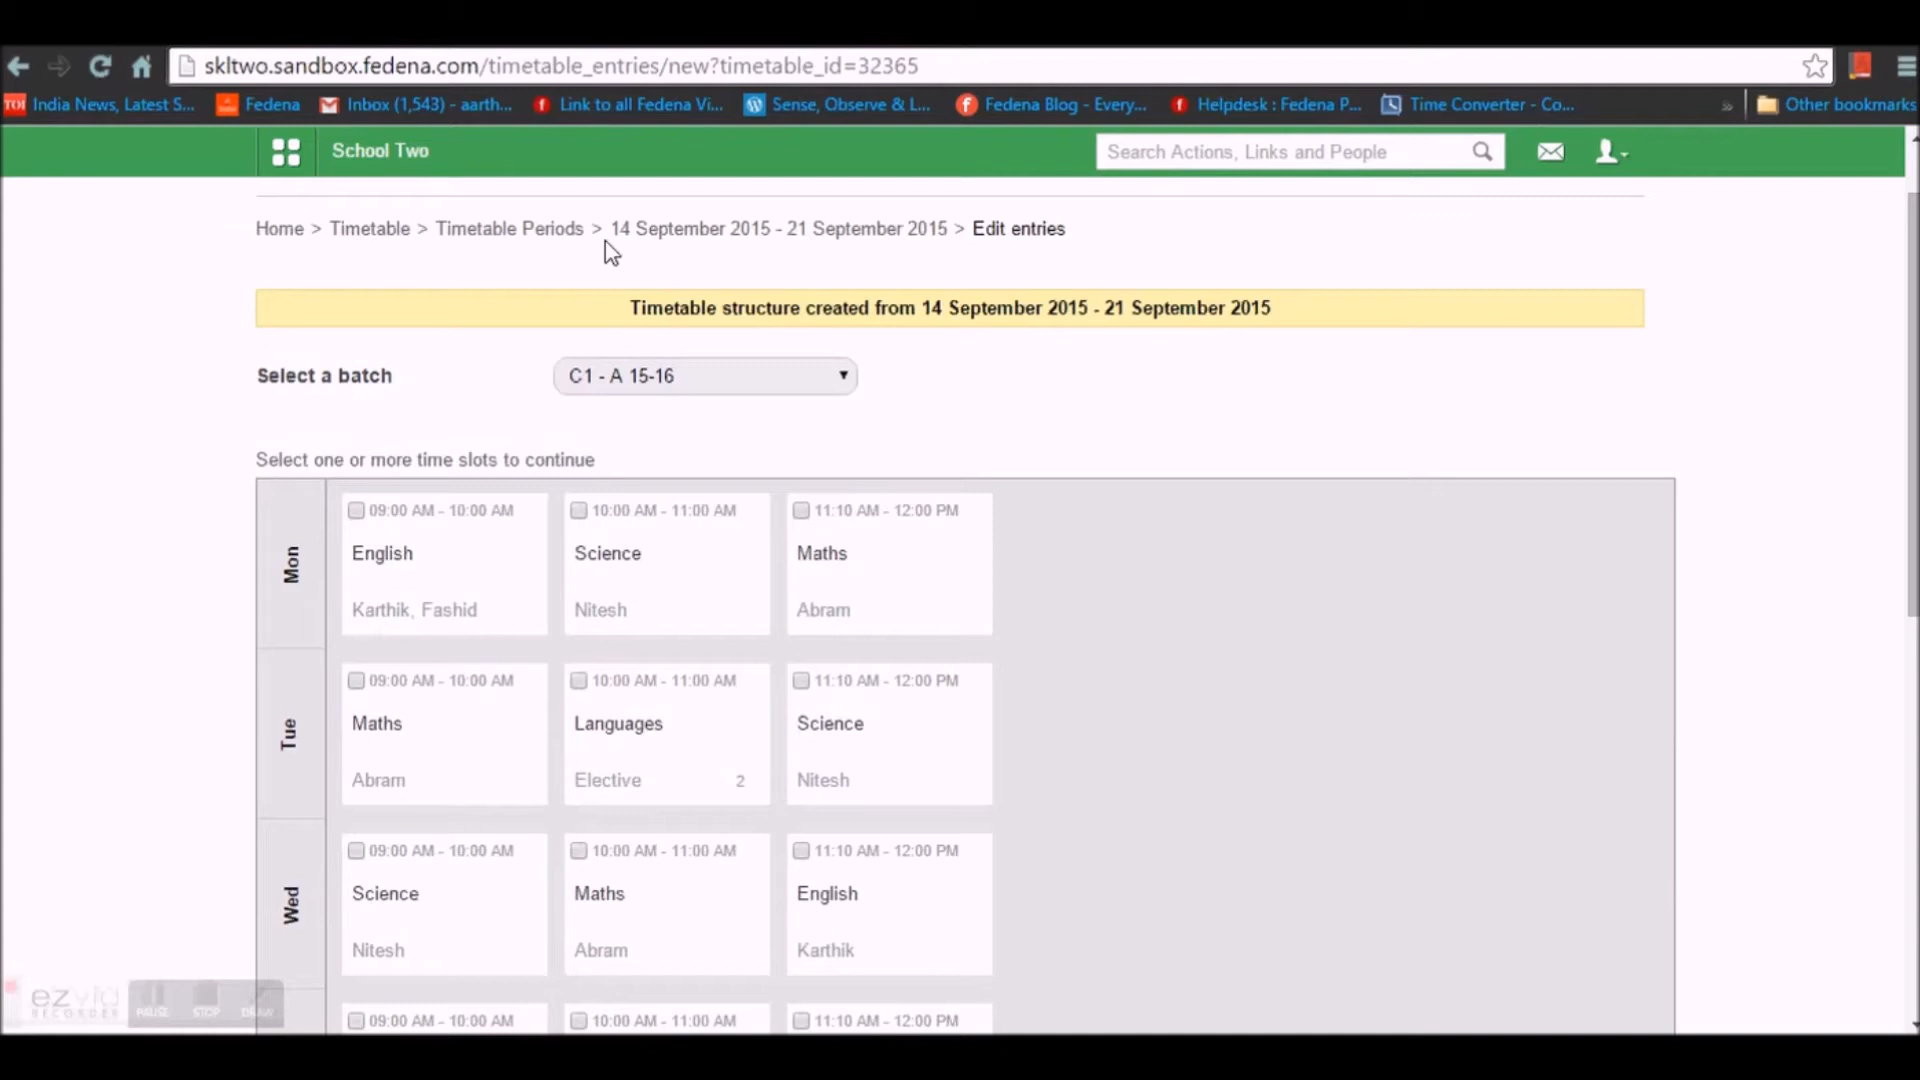 skltwo.sandbox.fedena.com/timetable_entries/new?timetable_id=32365
TOI India News, Latest S... Fedena Inbox (1,543) - aarth... Link to all Fedena Vi... Sense, Observe & L... Fedena Blog - Every... Helpdesk : Fedena P... Time Converter - Co... » Other bookmarks
School Two Search Actions, Links and People
Home > Timetable > Timetable Periods > 14 September 2015 - 21 September 2015 > Edit entries
Timetable structure created from 14 September 2015 - 21 September 2015
Select a batch C1 - A 15-16
Select one or more time slots to continue
Mon
09:00 AM - 10:00 AM 10:00 AM - 11:00 AM 11:10 AM - 12:00 PM
English Science Maths
Karthik, Fashid Nitesh Abram
Tue
09:00 AM - 10:00 AM 10:00 AM - 11:00 AM 11:10 AM - 12:00 PM
Maths Languages Science
Abram Elective 2 Nitesh
Wed
09:00 AM - 10:00 AM 10:00 AM - 11:00 AM 11:10 AM - 12:00 PM
Science Maths English
Nitesh Abram Karthik
09:00 AM - 10:00 AM 10:00 AM - 11:00 AM 11:10 AM - 12:00 PM
ezvid
RECORDER PAUSE STOP DRAW